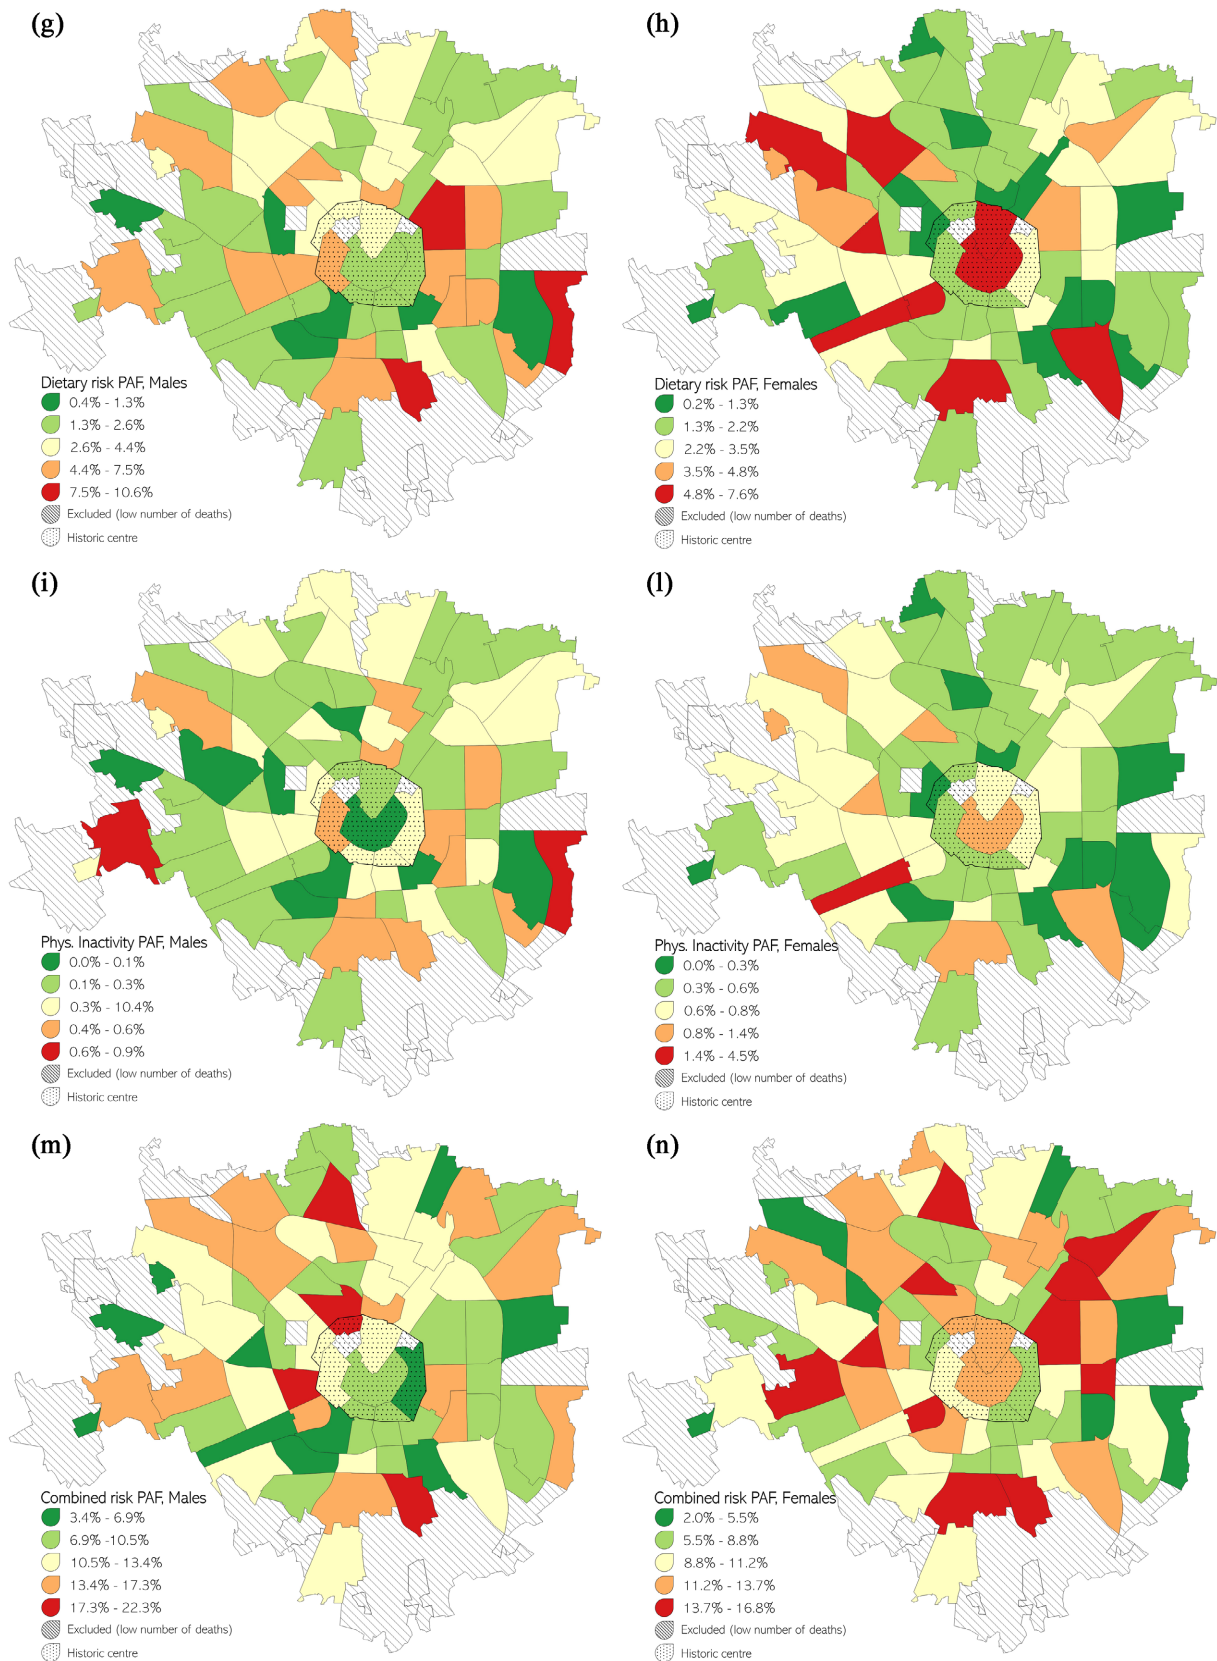 (g)
Dietary risk PAF, Males
0.4% - 1.3%
1.3% - 2.6%
2.6% - 4.4%
4.4% - 7.5%
7.5% - 10.6%
Excluded (low number of deaths)
Historic centre
(h)
Dietary risk PAF, Females
0.2% - 1.3%
1.3% - 2.2%
2.2% - 3.5%
3.5% - 4.8%
4.8% - 7.6%
Excluded (low number of deaths)
Historic centre
(i)
Phys. Inactivity PAF, Males
0.0% - 0.1%
0.1% - 0.3%
0.3% - 10.4%
0.4% - 0.6%
0.6% - 0.9%
Excluded (low number of deaths)
Historic centre
(l)
Phys. Inactivity PAF, Females
0.0% - 0.3%
0.3% - 0.6%
0.6% - 0.8%
0.8% - 1.4%
1.4% - 4.5%
Excluded (low number of deaths)
Historic centre
(m)
Combined risk PAF, Males
3.4% - 6.9%
6.9% -10.5%
10.5% - 13.4%
13.4% - 17.3%
17.3% - 22.3%
Excluded (low number of deaths)
Historic centre
(n)
Combined risk PAF, Females
2.0% - 5.5%
5.5% - 8.8%
8.8% - 11.2%
11.2% - 13.7%
13.7% - 16.8%
Excluded (low number of deaths)
Historic centre